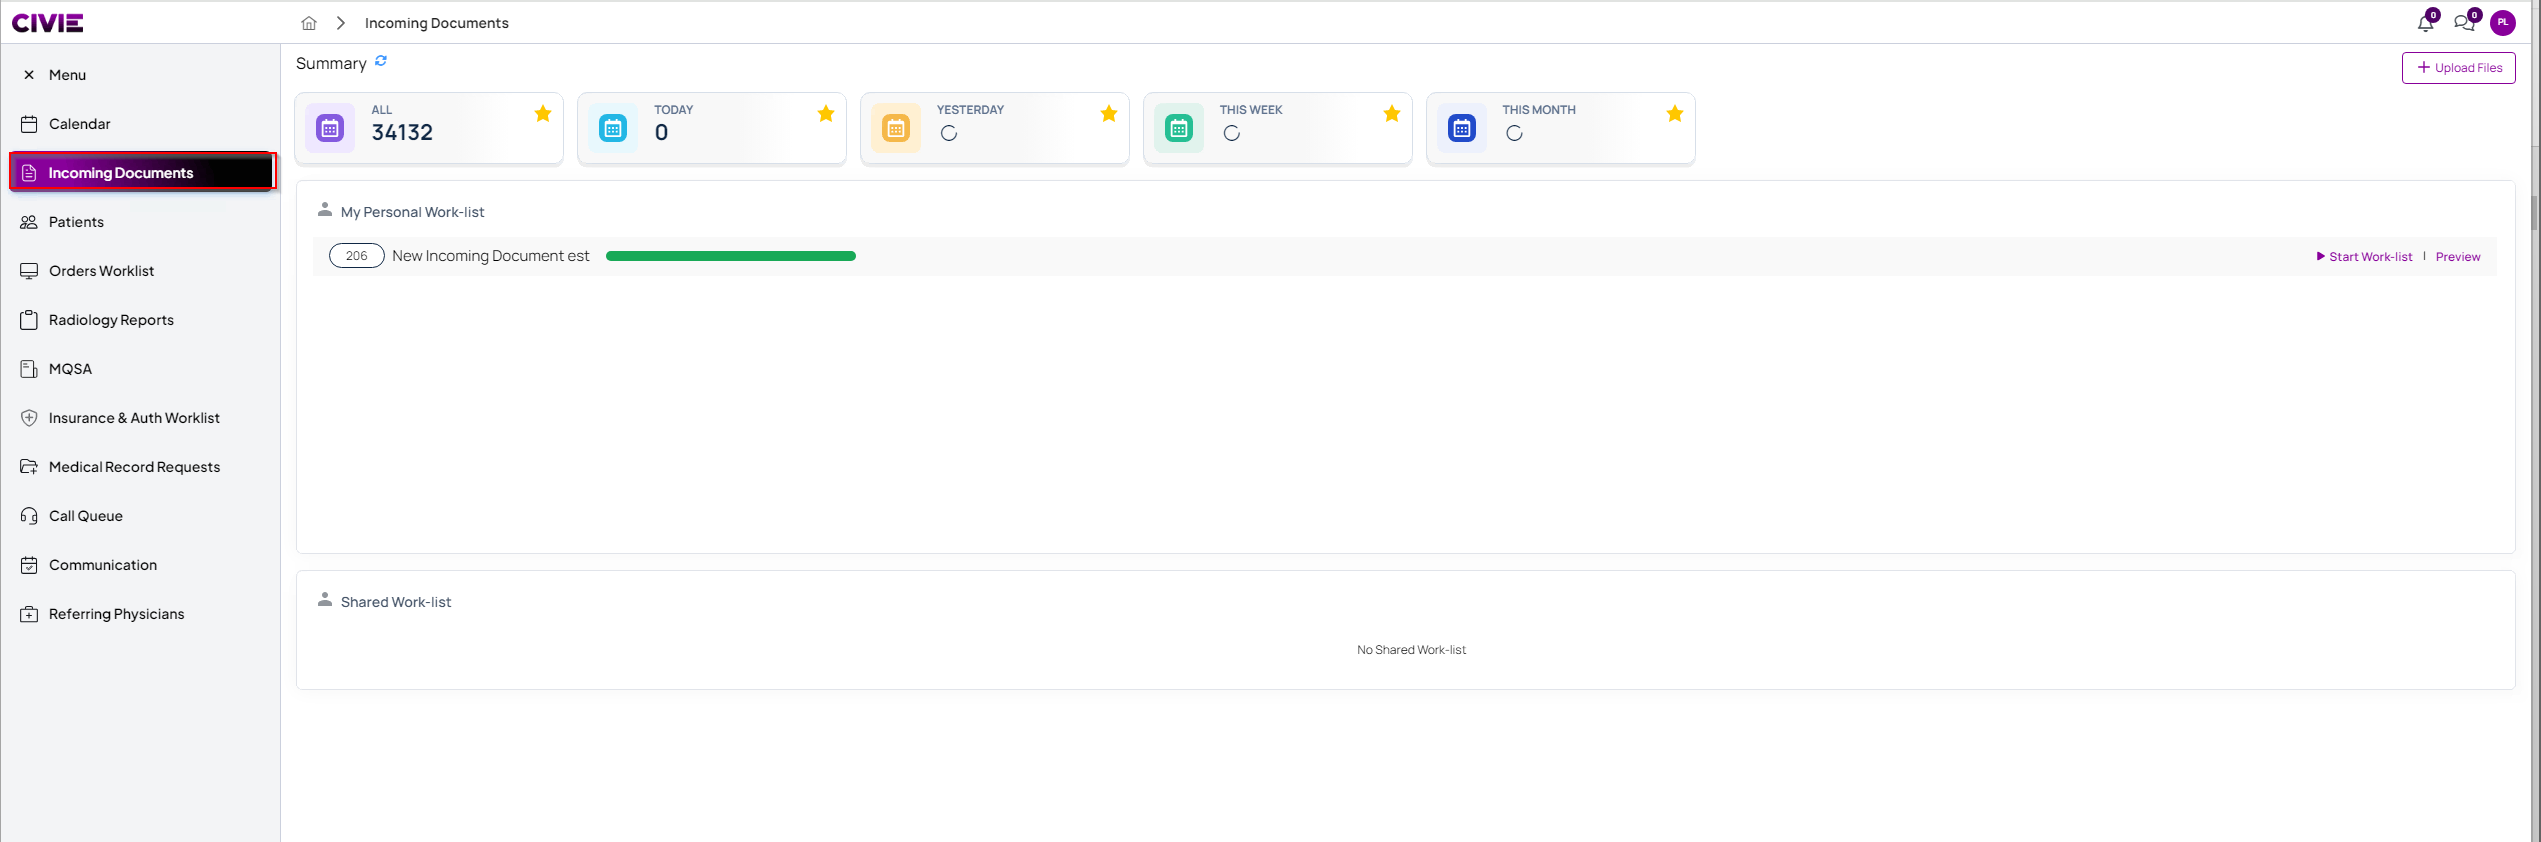 CIVIE
Incoming Documents
0
0
PL
Menu
Calendar
Incoming Documents
Patients
Orders Worklist
Radiology Reports
MQSA
Insurance & Auth Worklist
Medical Record Requests
Call Queue
Communication
Referring Physicians
Summary
Upload Files
ALL
34132
TODAY
0
YESTERDAY
THIS WEEK
THIS MONTH
My Personal Work-list
206 New Incoming Document est
Start Work-list | Preview
Shared Work-list
No Shared Work-list